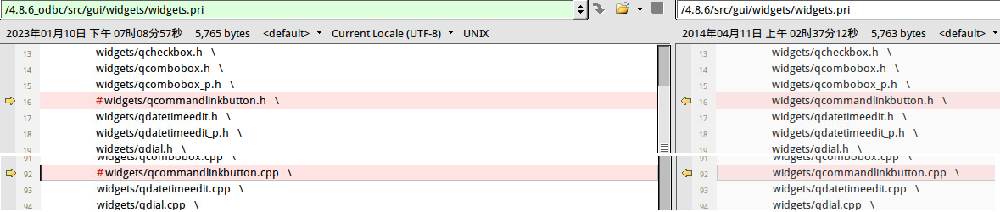 /4.8.6_odbc/src/gui/widgets/widgets.pri
2023年01月10日 下午 07时08分57秒 5,765 bytes <default> Current Locale (UTF-8) UNIX
13 widgets/qcheckbox.h \
14 widgets/qcombobox.h \
15 widgets/qcombobox_p.h \
16 #widgets/qcommandlinkbutton.h \
17 widgets/qdatetimeedit.h \
18 widgets/qdatetimeedit_p.h \
19 widgets/qdial.h \
91 widgets/qcombobox.cpp \
92 #widgets/qcommandlinkbutton.cpp \
93 widgets/qdatetimeedit.cpp \
94 widgets/qdial.cpp \
/4.8.6/src/gui/widgets/widgets.pri
2014年04月11日 上午 02时37分12秒 5,763 bytes <default>
13 widgets/qcheckbox.h \
14 widgets/qcombobox.h \
15 widgets/qcombobox_p.h \
16 widgets/qcommandlinkbutton.h \
17 widgets/qdatetimeedit.h \
18 widgets/qdatetimeedit_p.h \
19 widgets/qdial.h \
91 widgets/qcombobox.cpp \
92 widgets/qcommandlinkbutton.cpp \
93 widgets/qdatetimeedit.cpp \
94 widgets/qdial.cpp \